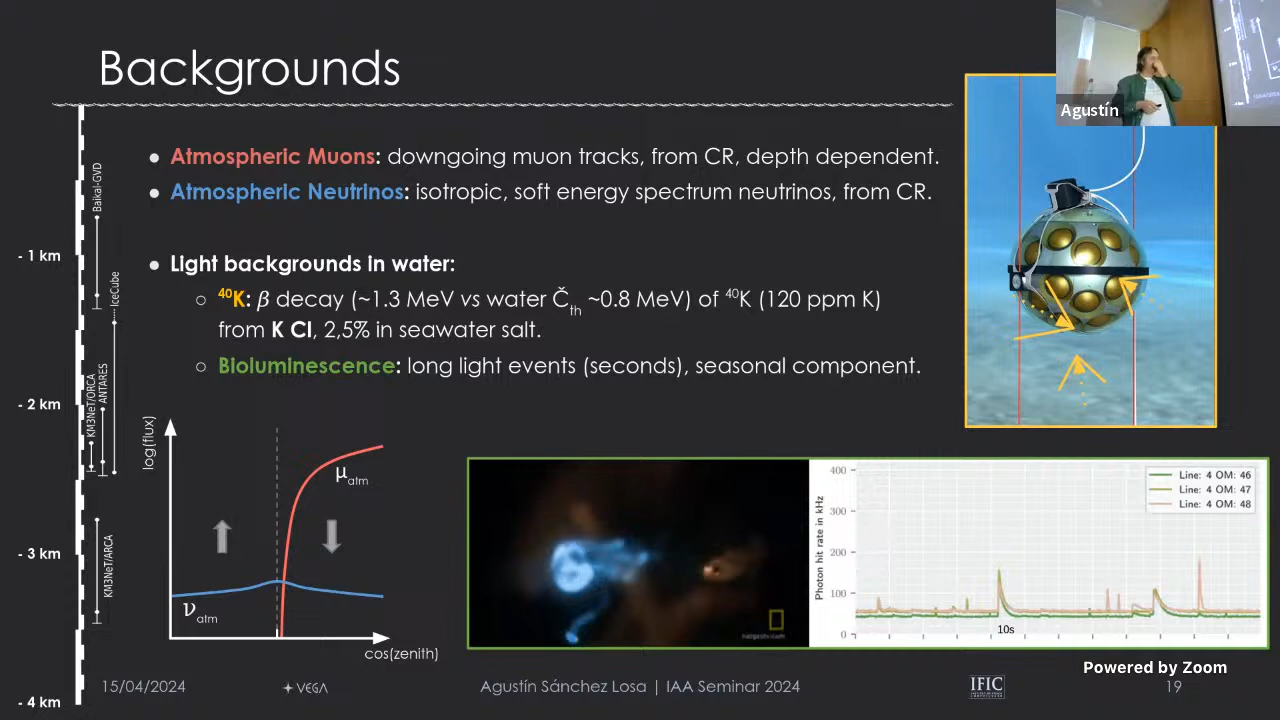 Backgrounds
Agustín
Atmospheric Muons: downgoing muon tracks, from CR, depth dependent.
Atmospheric Neutrinos: isotropic, soft energy spectrum neutrinos, from CR.
Light backgrounds in water:
⁴⁰K: β decay (~1.3 MeV vs water Čth ~0.8 MeV) of ⁴⁰K (120 ppm K)
from K Cl, 2,5% in seawater salt.
Bioluminescence: long light events (seconds), seasonal component.
- 1 km
- 2 km
- 3 km
- 4 km
Baikal-GVD
IceCube
KM3NeT/ORCA
ANTARES
KM3NeT/ARCA
log(flux)
μatm
νatm
cos(zenith)
Photon hit rate in kHz
400
300
200
100
0
Line: 4 OM: 46
Line: 4 OM: 47
Line: 4 OM: 48
10s
Powered by Zoom
15/04/2024
VEGA
Agustín Sánchez Losa | IAA Seminar 2024
IFIC
19